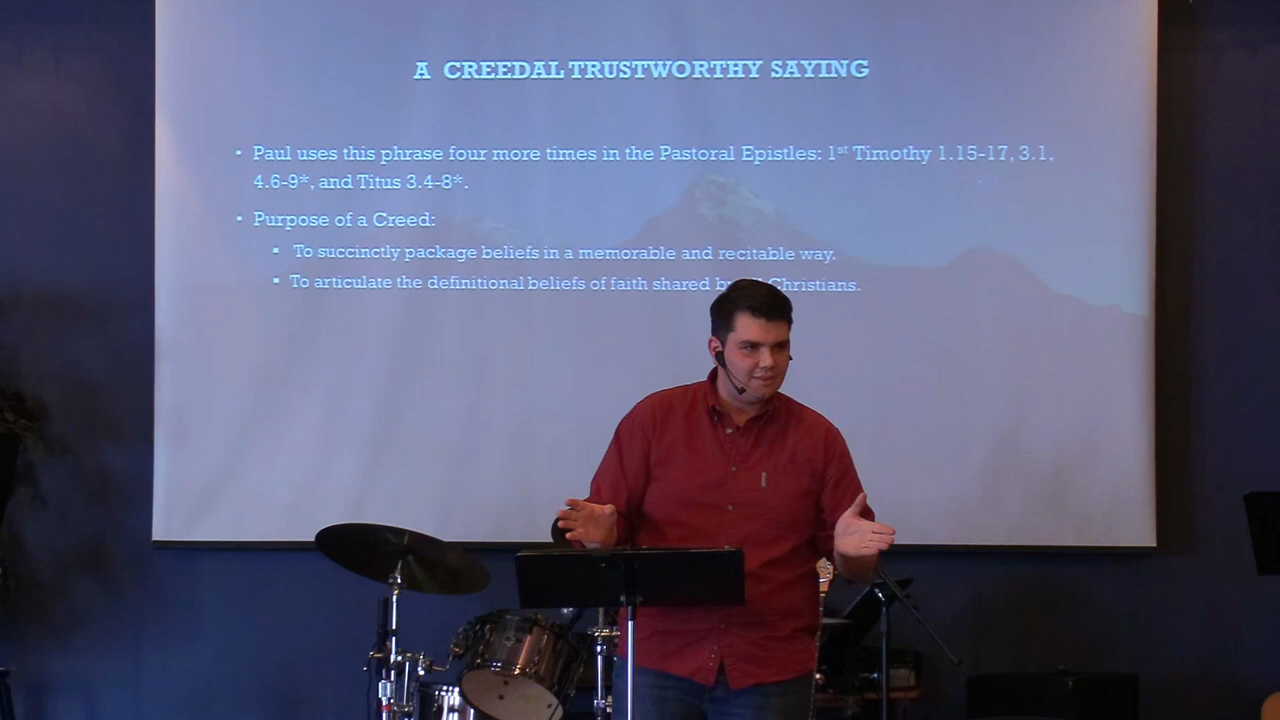 A CREEDAL TRUSTWORTHY SAYING
• Paul uses this phrase four more times in the Pastoral Epistles: 1st Timothy 1.15-17, 3.1,
4.6-9*, and Titus 3.4-8*.
• Purpose of a Creed:
▪ To succinctly package beliefs in a memorable and recitable way.
▪ To articulate the definitional beliefs of faith shared by Christians.